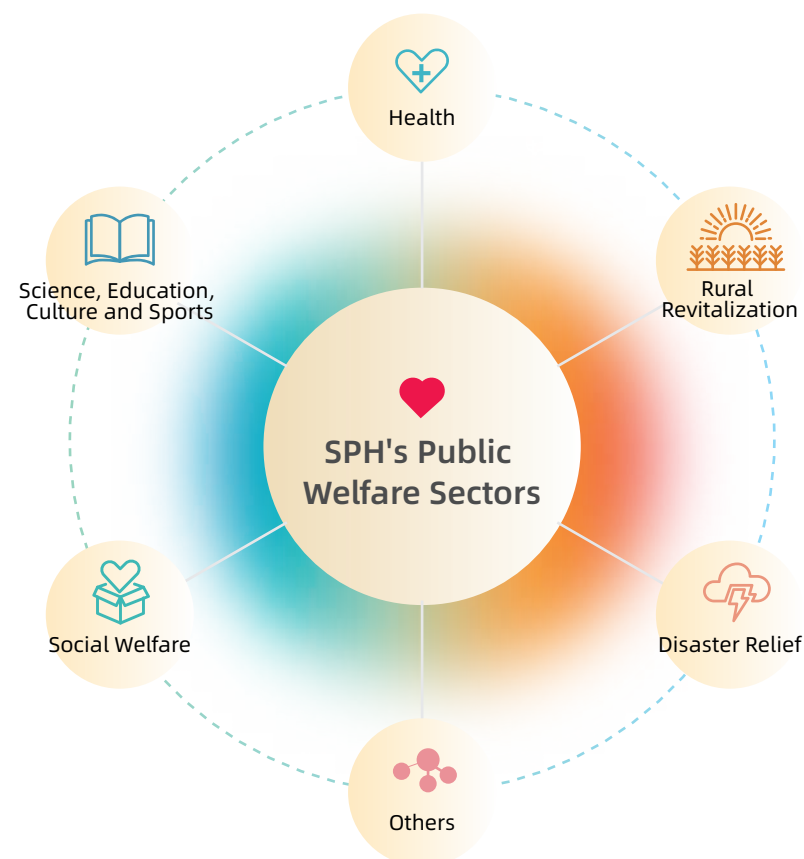 Health
Science, Education,
Culture and Sports
Rural
Revitalization
SPH's Public
Welfare Sectors
Social Welfare
Disaster Relief
Others